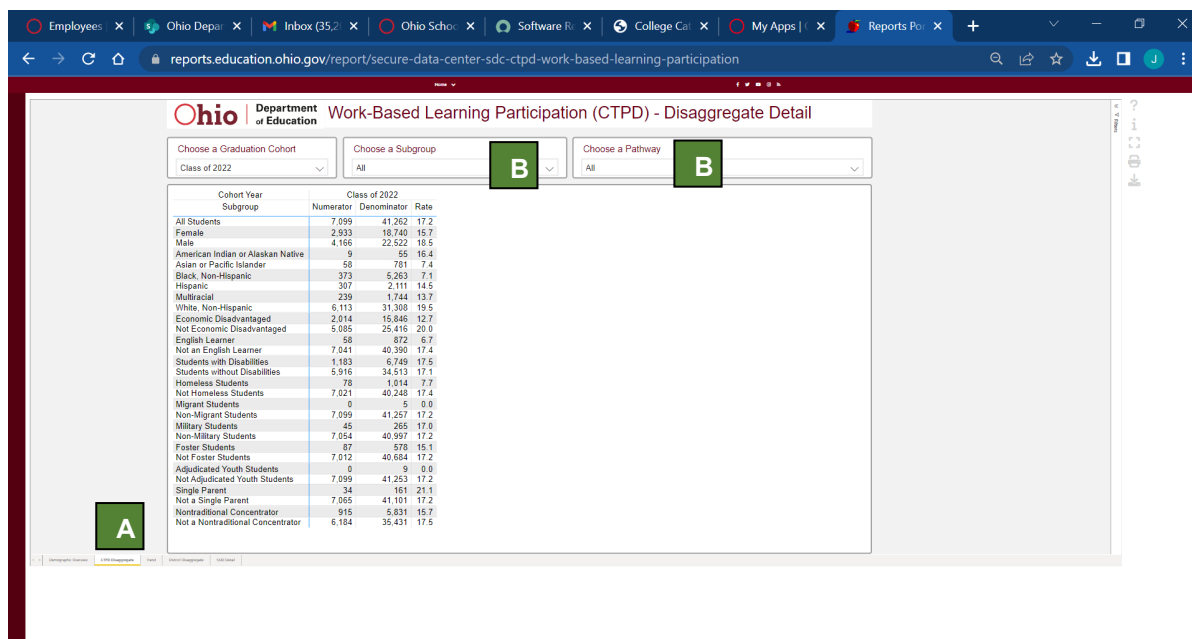 Employees
Ohio Depar
Inbox (35,2
Ohio Schoo
Software Re
College Cat
My Apps | C
Reports Por
reports.education.ohio.gov/report/secure-data-center-sdc-ctpd-work-based-learning-participation
J
Home
Ohio Department of Education
Work-Based Learning Participation (CTPD) - Disaggregate Detail
Filters
Choose a Graduation Cohort
Choose a Subgroup
Choose a Pathway
Class of 2022
All
B
All
B
Cohort Year Class of 2022
Subgroup Numerator Denominator Rate
All Students 7,099 41,262 17.2
Female 2,933 18,740 15.7
Male 4,166 22,522 18.5
American Indian or Alaskan Native 9 55 16.4
Asian or Pacific Islander 58 781 7.4
Black, Non-Hispanic 373 5,263 7.1
Hispanic 307 2,111 14.5
Multiracial 239 1,744 13.7
White, Non-Hispanic 6,113 31,308 19.5
Economic Disadvantaged 2,014 15,846 12.7
Not Economic Disadvantaged 5,085 25,416 20.0
English Learner 58 872 6.7
Not an English Learner 7,041 40,390 17.4
Students with Disabilities 1,183 6,749 17.5
Students without Disabilities 5,916 34,513 17.1
Homeless Students 78 1,014 7.7
Not Homeless Students 7,021 40,248 17.4
Migrant Students 0 5 0.0
Non-Migrant Students 7,099 41,257 17.2
Military Students 45 265 17.0
Non-Military Students 7,054 40,997 17.2
Foster Students 87 578 15.1
Not Foster Students 7,012 40,684 17.2
Adjudicated Youth Students 0 9 0.0
Not Adjudicated Youth Students 7,099 41,253 17.2
Single Parent 34 161 21.1
Not a Single Parent 7,065 41,101 17.2
Nontraditional Concentrator 915 5,831 15.7
Not a Nontraditional Concentrator 6,184 35,431 17.5
A
Demographic Overview
CTPD Disaggregate
Trend
District Disaggregate
SSID Detail